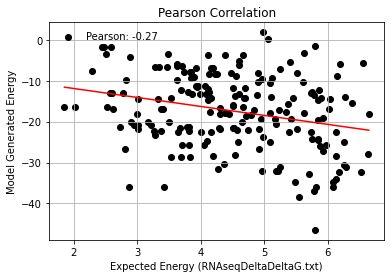 Pearson Correlation
Pearson: -0.27
0
−10
−20
−30
−40
Model Generated Energy
2
3
4
5
6
Expected Energy (RNAseqDeltaDeltaG.txt)